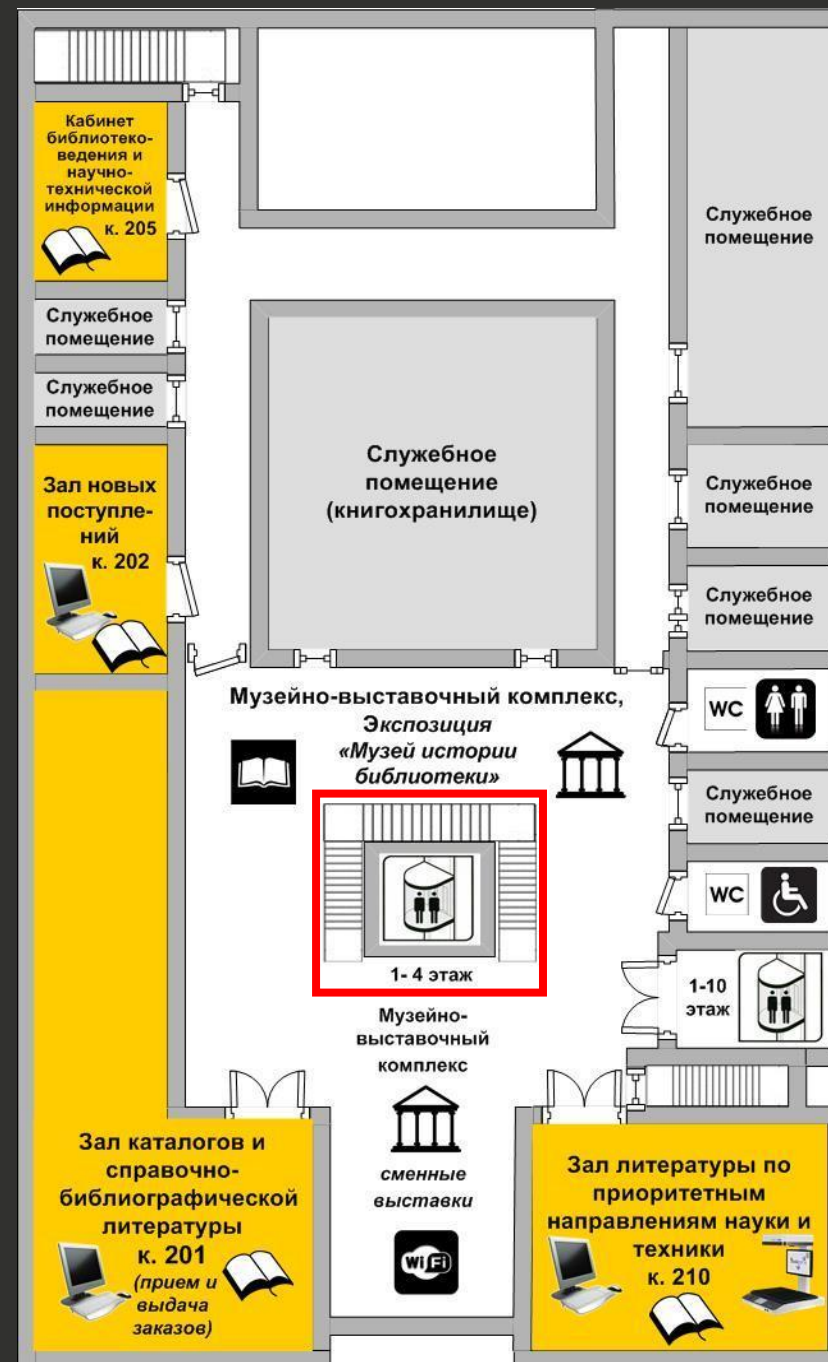 Кабинет
библиотеко-
ведения и
научно-
технической
информации
к. 205
Служебное
помещение
Служебное
помещение
Служебное
помещение
Служебное
помещение
(книгохранилище)
Зал новых
поступле-
ний
к. 202
Служебное
помещение
Служебное
помещение
Музейно-выставочный комплекс,
Экспозиция
«Музей истории
библиотеки»
WC
Служебное
помещение
WC
1- 4 этаж
1-10
этаж
Музейно-
выставочный
комплекс
сменные
выставки
WiFi
Зал каталогов и
справочно-
библиографической
литературы
к. 201
(прием и
выдача
заказов)
Зал литературы по
приоритетным
направлениям науки и
техники
к. 210